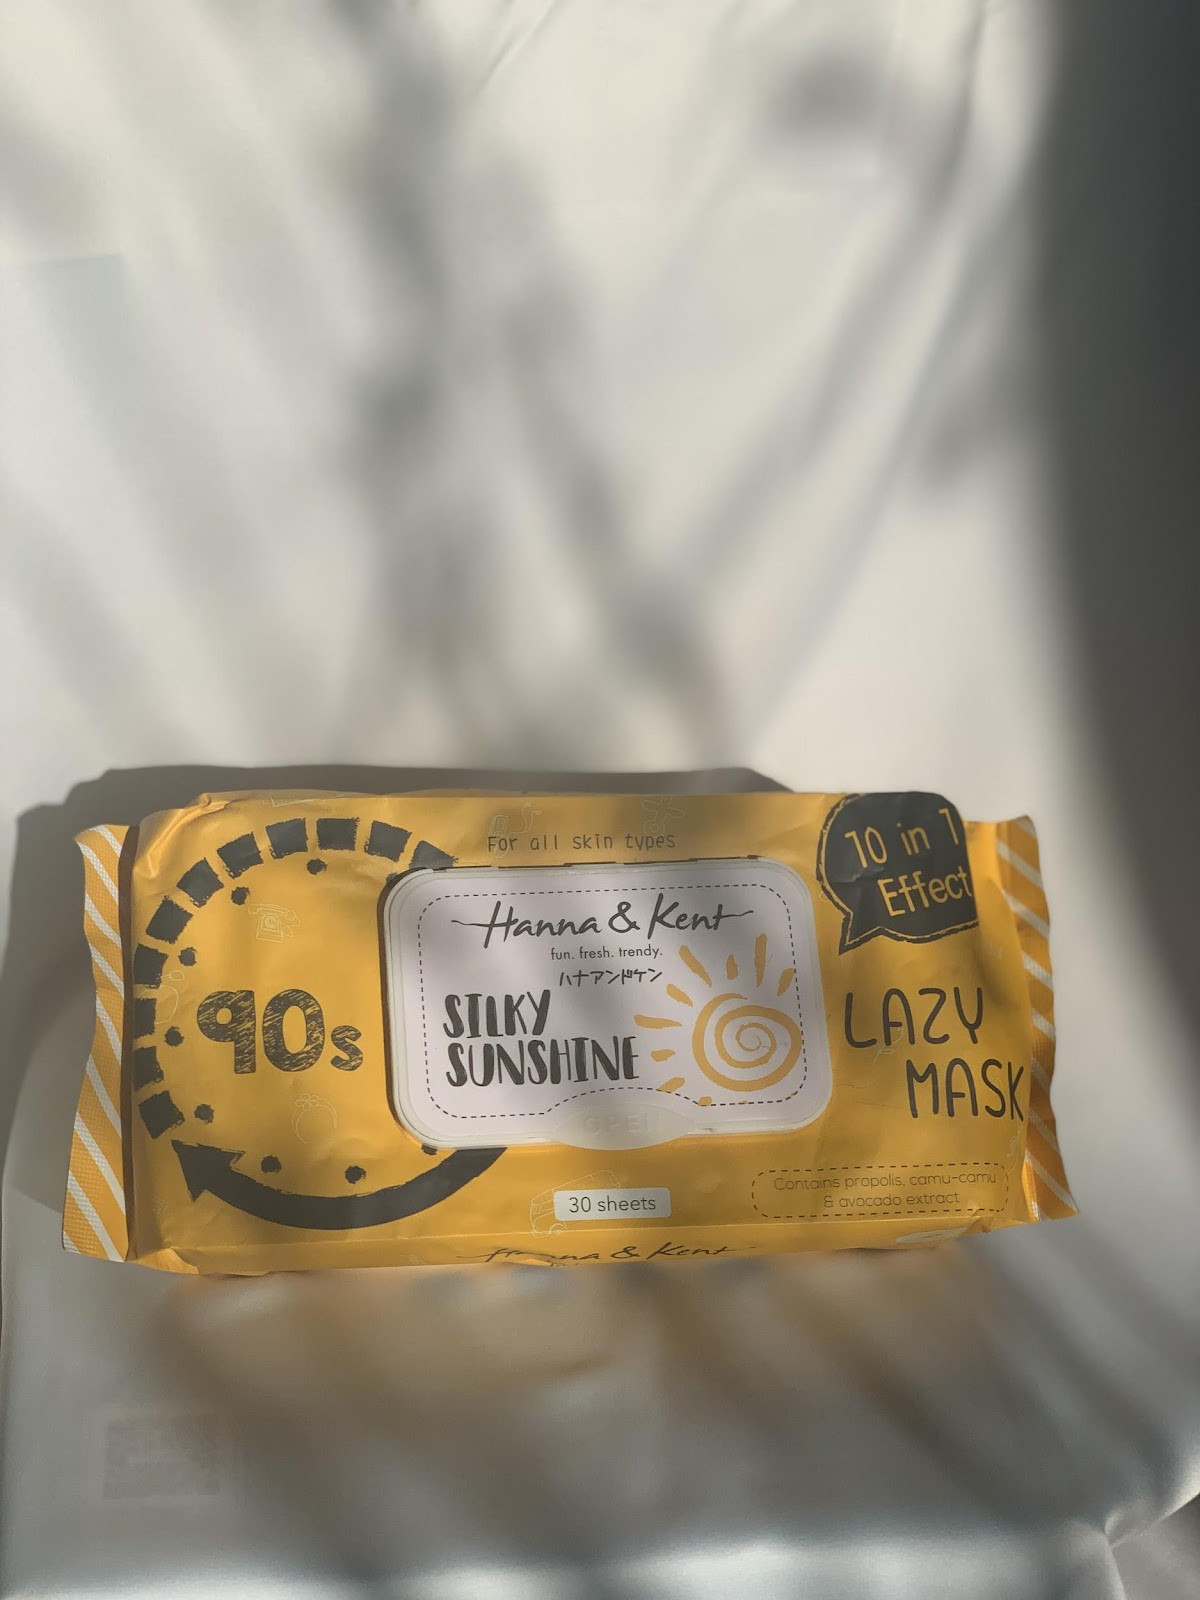 For all skin types
10 in 1
Effect
Hanna & Kent
fun. fresh. trendy.
ハナアンドケン
SILKY
SUNSHINE
90s
LAZY
MASK
OPEN
30 sheets
Contains propolis, camu-camu
& avocado extract
Hanna & Kent